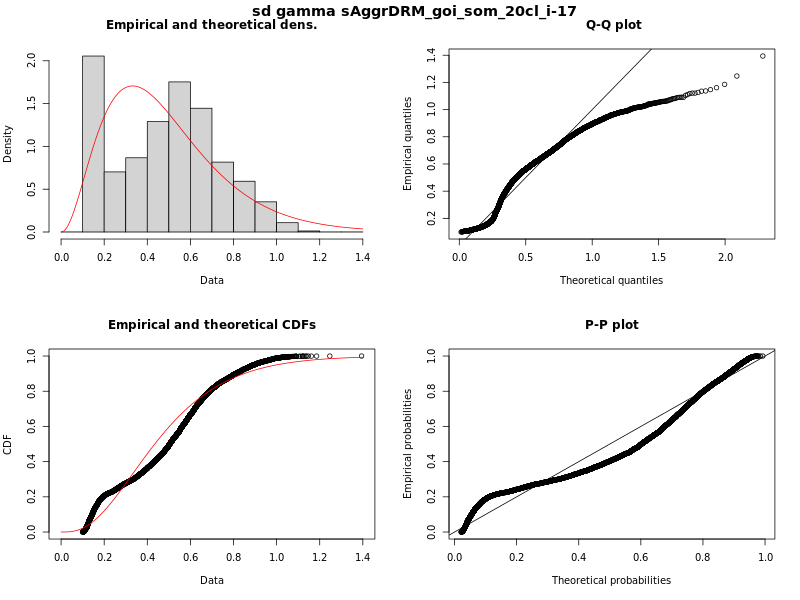 sd gamma sAggrDRM_goi_som_20cl_i-17
Empirical and theoretical dens.
Density
0.0 0.5 1.0 1.5 2.0
0.0 0.2 0.4 0.6 0.8 1.0 1.2 1.4
Data
Q-Q plot
Empirical quantiles
0.2 0.4 0.6 0.8 1.0 1.2 1.4
0.0 0.5 1.0 1.5 2.0
Theoretical quantiles
Empirical and theoretical CDFs
CDF
0.0 0.2 0.4 0.6 0.8 1.0
0.0 0.2 0.4 0.6 0.8 1.0 1.2 1.4
Data
P-P plot
Empirical probabilities
0.0 0.2 0.4 0.6 0.8 1.0
0.0 0.2 0.4 0.6 0.8 1.0
Theoretical probabilities